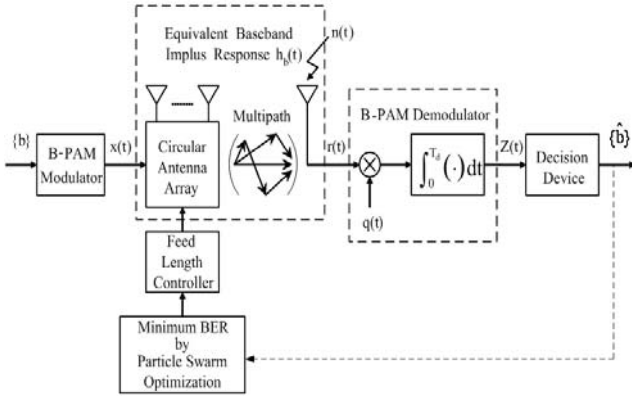 Equivalent Baseband
Implus Response h_b(t)
n(t)
{b}
B-PAM
Modulator
x(t)
Circular
Antenna
Array
Multipath
r(t)
B-PAM Demodulator
q(t)
∫_0^{T_d} (·) dt
Z(t)
Decision
Device
{b̂}
Feed
Length
Controller
Minimum BER
by
Particle Swarm
Optimization